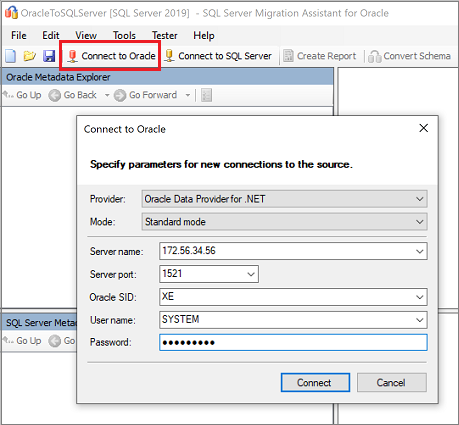 OracleToSQLServer [SQL Server 2019] - SQL Server Migration Assistant for Oracle
File Edit View Tools Tester Help
Connect to Oracle Connect to SQL Server Create Report Convert Schema
Oracle Metadata Explorer
Go Up Go Back Go Forward
Connect to Oracle
Specify parameters for new connections to the source.
Provider: Oracle Data Provider for .NET
Mode: Standard mode
Server name: 172.56.34.56
Server port: 1521
Oracle SID: XE
User name: SYSTEM
SQL Server Meta
Password: ●●●●●●●●●
Go Up
Connect Cancel